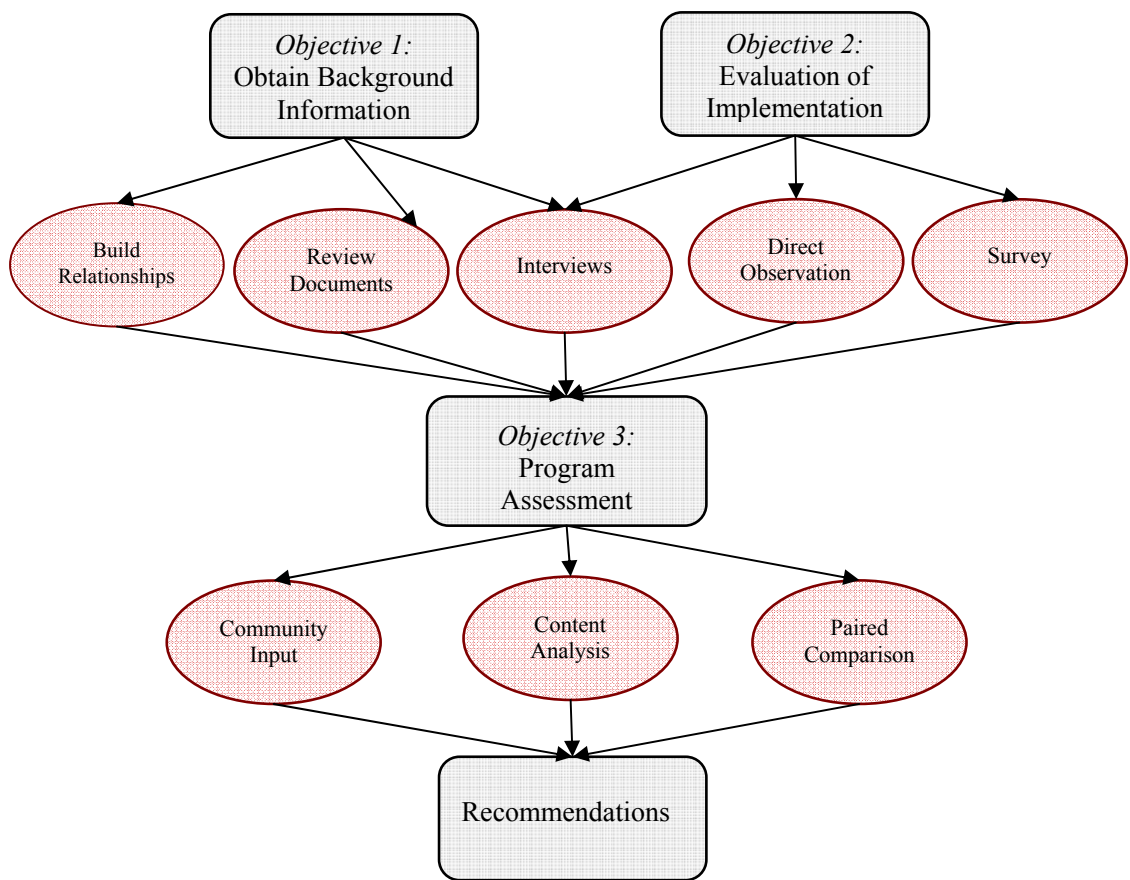 Objective 1:
Obtain Background
Information
Objective 2:
Evaluation of
Implementation
Build
Relationships
Review
Documents
Interviews
Direct
Observation
Survey
Objective 3:
Program
Assessment
Community
Input
Content
Analysis
Paired
Comparison
Recommendations